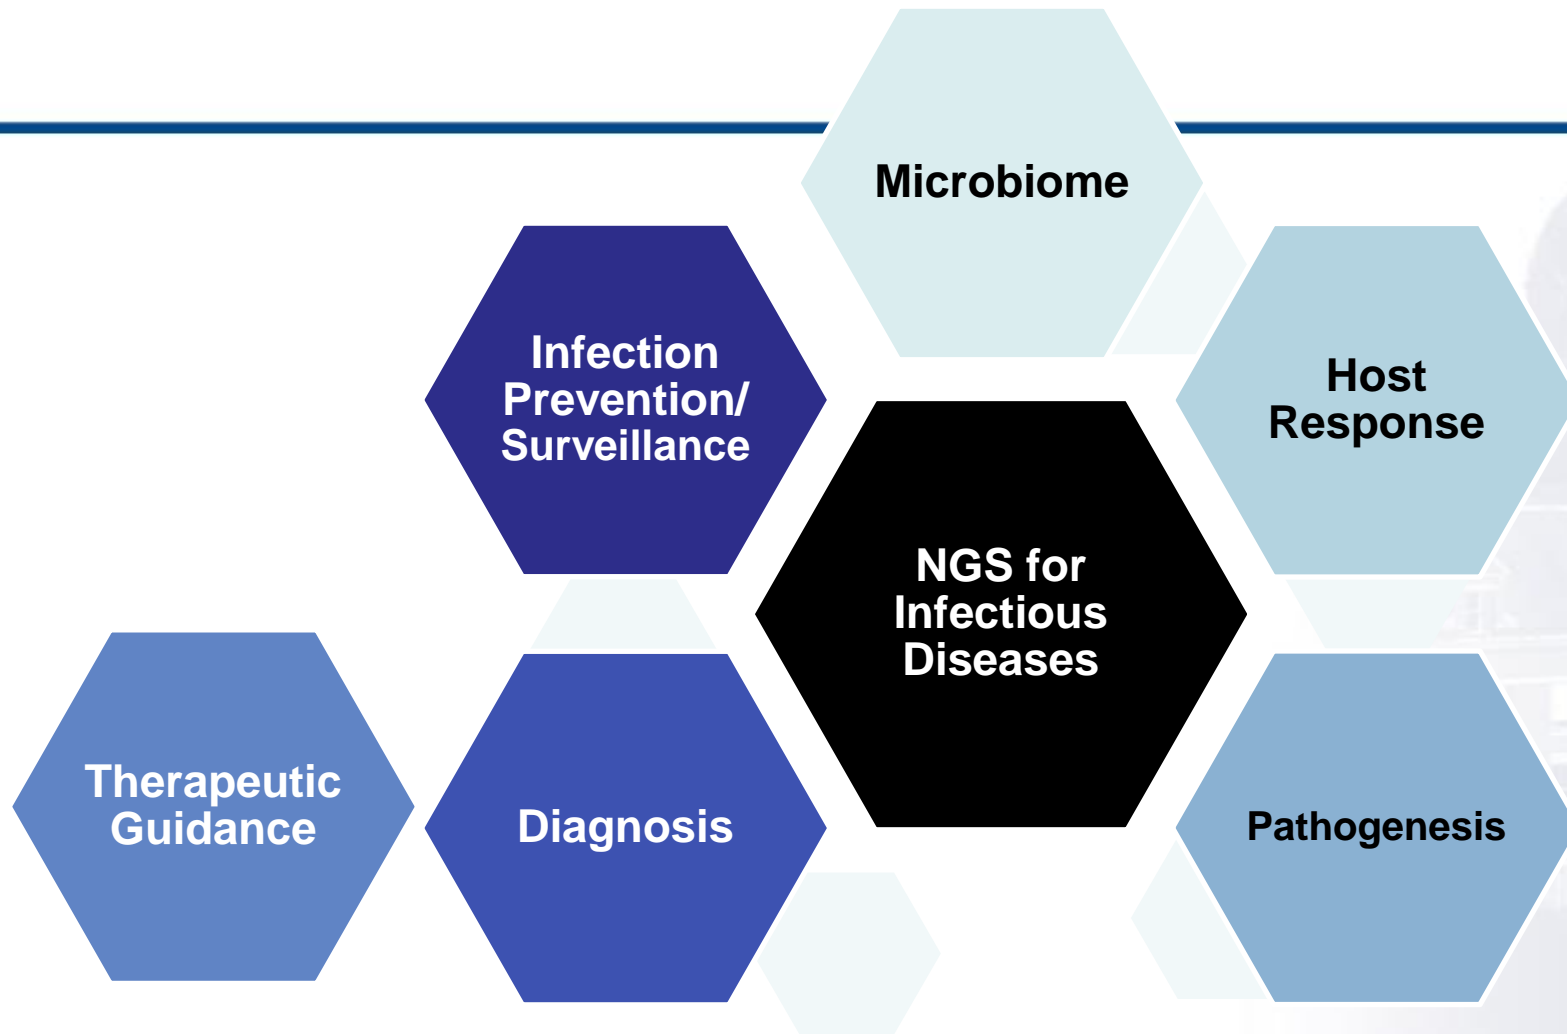 Microbiome
Infection
Prevention/
Surveillance
Host
Response
NGS for
Infectious
Diseases
Therapeutic
Guidance
Diagnosis
Pathogenesis